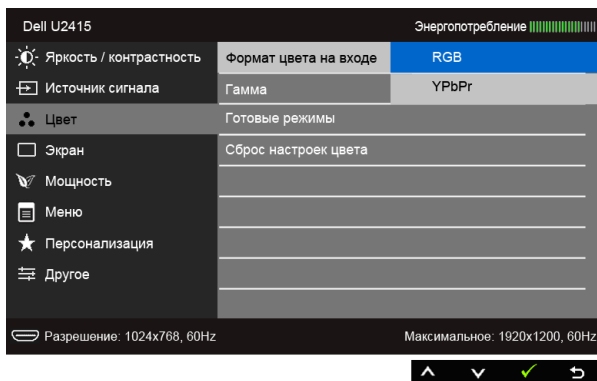 Dell U2415
Энергопотребление
Яркость / контрастность
Формат цвета на входе
RGB
Источник сигнала
Гамма
YPbPr
Цвет
Готовые режимы
Экран
Сброс настроек цвета
Мощность
Меню
Персонализация
Другое
Разрешение: 1024x768, 60Hz
Максимальное: 1920x1200, 60Hz